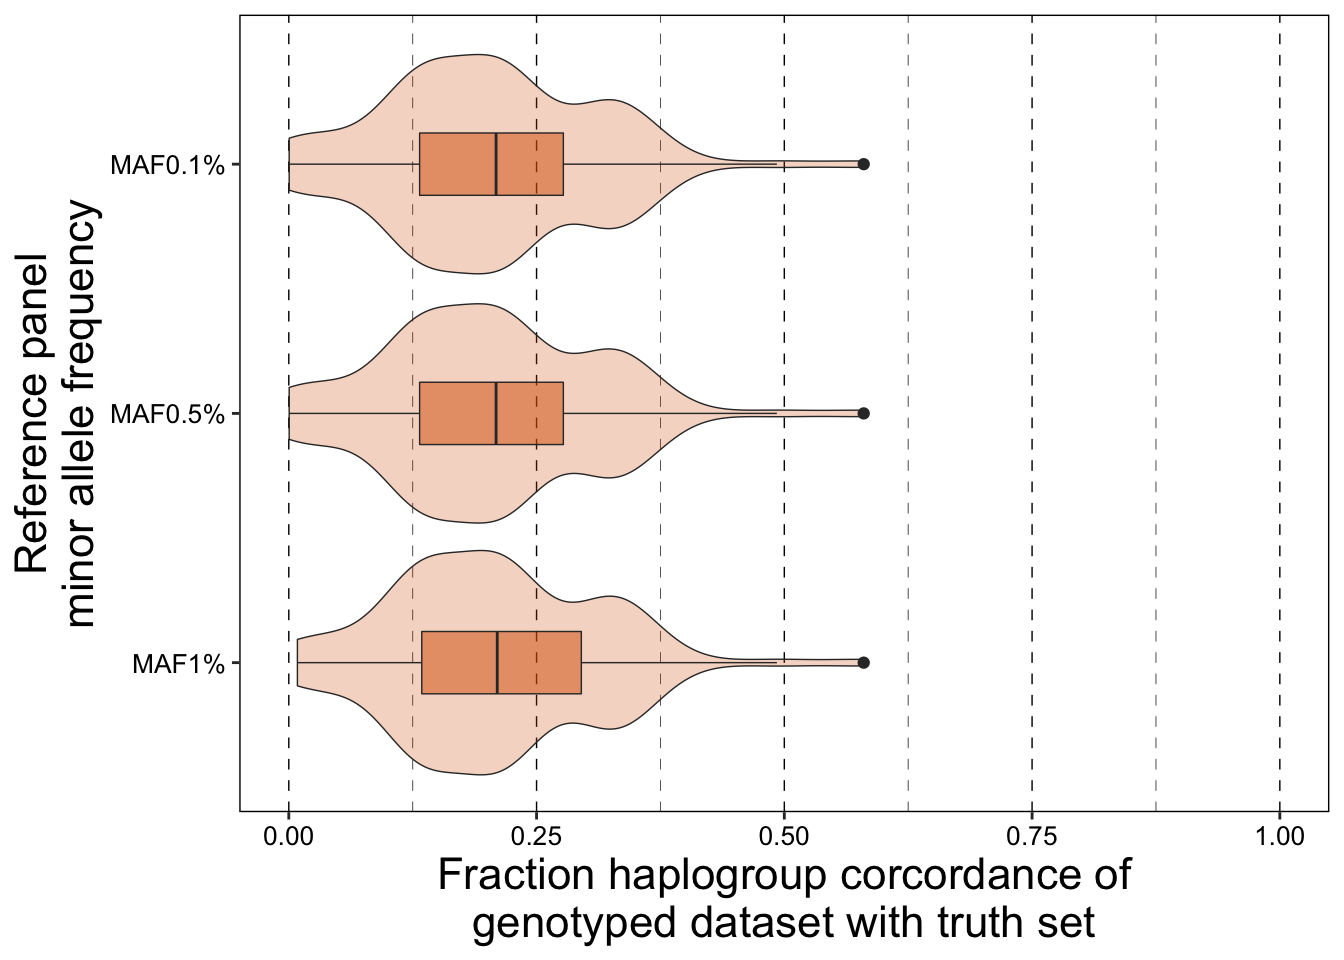 Reference panel
minor allele frequency
MAF0.1%
MAF0.5%
MAF1%
0.00 0.25 0.50 0.75 1.00
Fraction haplogroup corcordance of
genotyped dataset with truth set